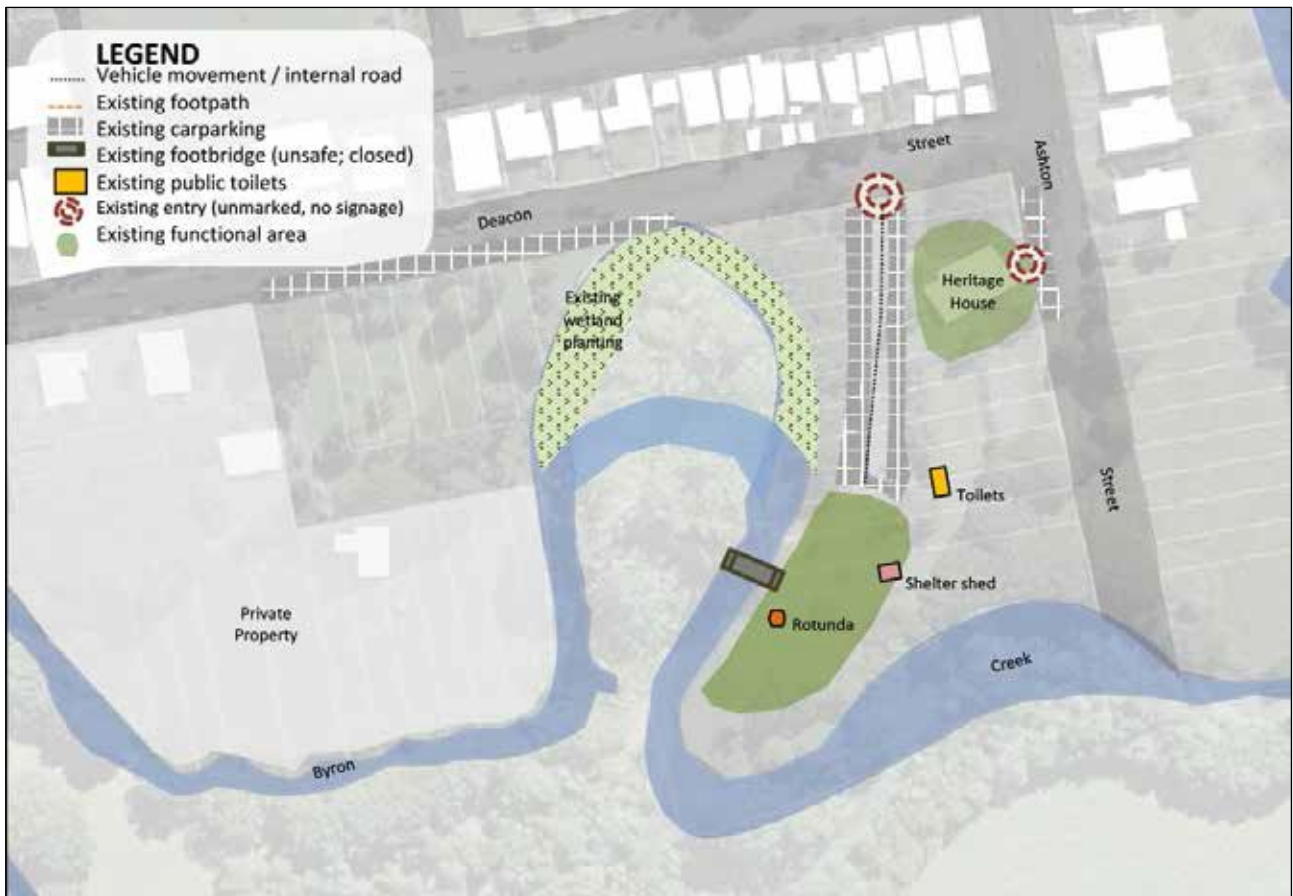 LEGEND
Vehicle movement / internal road
Existing footpath
Existing carparking
Existing footbridge (unsafe; closed)
Existing public toilets
Existing entry (unmarked, no signage)
Existing functional area
Street
Ashton
Deacon
Heritage
House
Existing
wetland
planting
Toilets
Street
Shelter shed
Private
Property
Rotunda
Creek
Byron